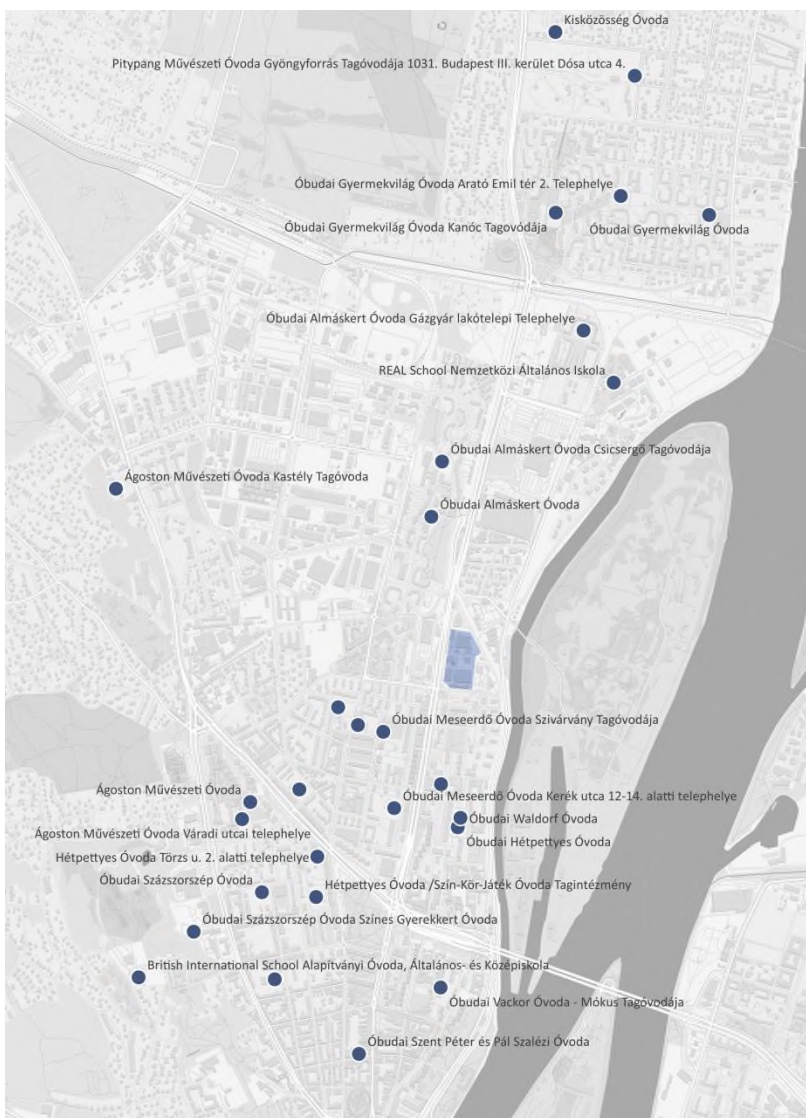 Kisközösség Óvoda
Pitypang Művészeti Óvoda Gyöngyforrás Tagóvodája 1031. Budapest III. kerület Dósa utca 4.
Óbudai Gyermekvilág Óvoda Arató Emil tér 2. Telephelye
Óbudai Gyermekvilág Óvoda Kanóc Tagovódája
Óbudai Gyermekvilág Óvoda
Óbudai Almáskert Óvoda Gázgyár lakótelepi Telephelye
REAL School Nemzetközi Általános Iskola
Óbudai Almáskert Óvoda Csicsergő Tagóvodája
Ágoston Művészeti Óvoda Kastély Tagóvoda
Óbudai Almáskert Óvoda
Óbudai Meseerdő Óvoda Szivárvány Tagóvodája
Ágoston Művészeti Óvoda
Óbudai Meseerdő Óvoda Kerék utca 12-14. alatti telephelye
Óbudai Waldorf Óvoda
Ágoston Művészeti Óvoda Váradi utcai telephelye
Óbudai Hétpettyes Óvoda
Hétpettyes Óvoda Törzs u. 2. alatti telephelye
Óbudai Százszorszép Óvoda
Hétpettyes Óvoda /Szín-Kör-Játék Óvoda Tagintézmény
Óbudai Százszorszép Óvoda Színes Gyerekkert Óvoda
British International School Alapítványi Óvoda, Általános- és Középiskola
Óbudai Vackor Óvoda - Mókus Tagóvodája
Óbudai Szent Péter és Pál Szalézi Óvoda